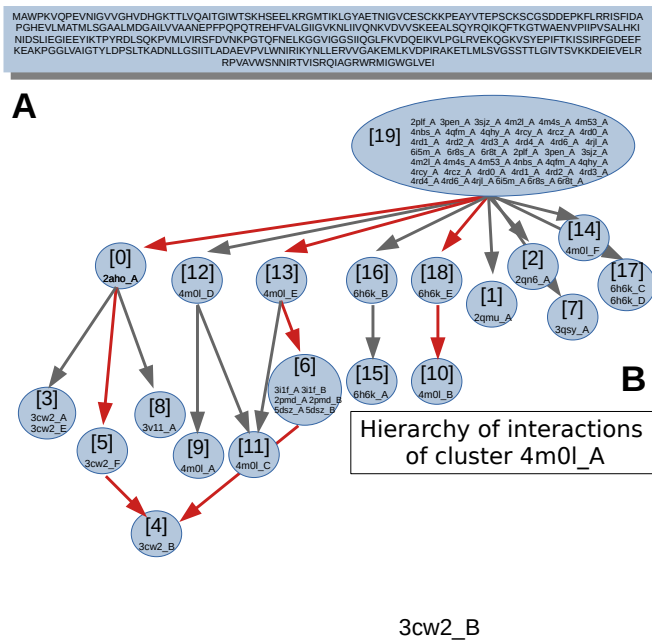 MAWPKVQPEVNIGVVGHVDHGKTTLVQAITGIWTSKHSEELKRGMTIKLGYAETNIGVCESCKKPEAYVTEPSCKSCGSDDEPKFLRRISFIDA
PGHEVLMATMLSGAALMDGAILVVAANEPFPQPQTREHFVALGIIGVKNLIIVQNKVDVVSKEEALSQYRQIKQFTKGTWAENVPIIPVSALHKI
NIDSLIEGIEEYIKTPYRDLSQKPVMLVIRSFDVNKPGTQFNELKGGVIGGSIIQGLFKVDQEIKVLPGLRVEKQGKVSYEPIFTKISSIRFGDEEF
KEAKPGGLVAIGTYLDPSLTKADNLLGSIITLADAEVPVLWNIRIKYNLLERVVGAKEMLKVDPIRAKETLMLSVGSSTTLGIVTSVKKDEIEVELR
RPVAVWSNNIRTVISRQIAGRWRMIGWGLVEI
A
[19]
2plf_A 3pen_A 3sjz_A 4m2l_A 4m4s_A 4m53_A
4nbs_A 4qfm_A 4qhy_A 4rcy_A 4rcz_A 4rd0_A
4rd1_A 4rd2_A 4rd3_A 4rd4_A 4rd6_A 4rjl_A
6i5m_A 6r8s_A 6r8t_A 2plf_A 3pen_A 3sjz_A
4m2l_A 4m4s_A 4m53_A 4nbs_A 4qfm_A 4qhy_A
4rcy_A 4rcz_A 4rd0_A 4rd1_A 4rd2_A 4rd3_A
4rd4_A 4rd6_A 4rjl_A 6i5m_A 6r8s_A 6r8t_A
[0]
2aho_A
[12]
4m0l_D
[13]
4m0l_E
[16]
6h6k_B
[18]
6h6k_E
[1]
2qmu_A
[2]
2qn6_A
[14]
4m0l_F
[7]
3qsy_A
[17]
6h6k_C
6h6k_D
[3]
3cw2_A
3cw2_E
[5]
3cw2_F
[8]
3v11_A
[9]
4m0l_A
[11]
4m0l_C
[6]
3i1f_A 3i1f_B
2pmd_A 2pmd_B
5dsz_A 5dsz_B
[15]
6h6k_A
[10]
4m0l_B
B
Hierarchy of interactions
of cluster 4m0l_A
[4]
3cw2_B
3cw2_B